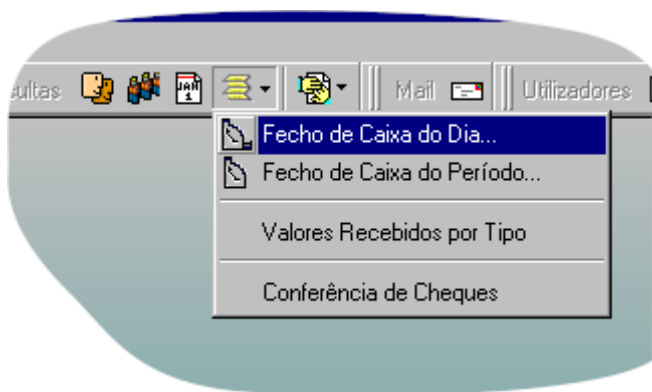 Mail Utilizadores
Fecho de Caixa do Dia...
Fecho de Caixa do Período...
Valores Recebidos por Tipo
Conferência de Cheques